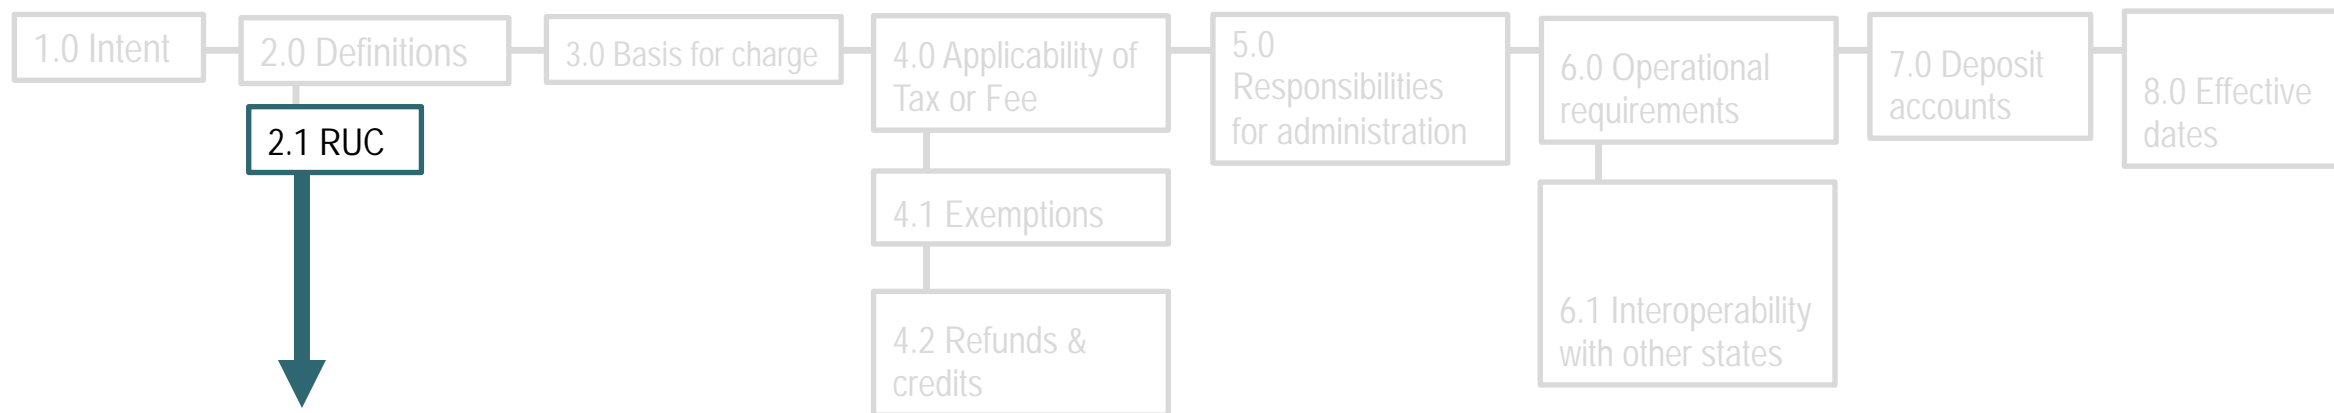 1.0 Intent
2.0 Definitions
2.1 RUC
3.0 Basis for charge
4.0 Applicability of
Tax or Fee
4.1 Exemptions
4.2 Refunds &
credits
5.0
Responsibilities
for administration
6.0 Operational
requirements
6.1 Interoperability
with other states
7.0 Deposit
accounts
8.0 Effective
dates